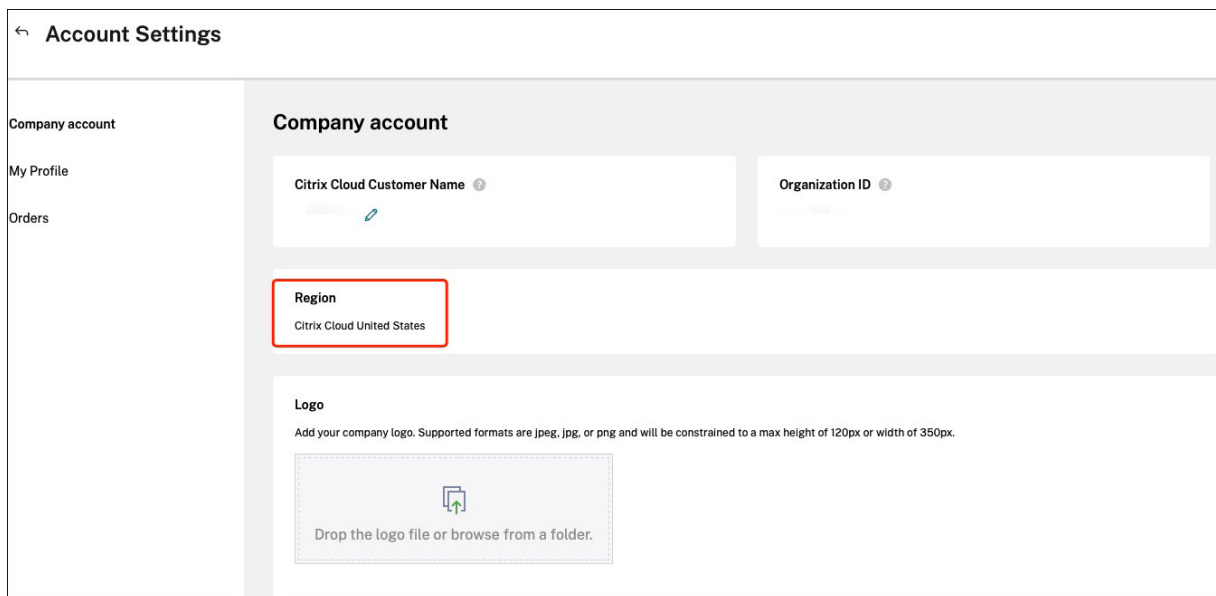 Account Settings
Company account
My Profile
Orders
Company account
Citrix Cloud Customer Name
Organization ID
Region
Citrix Cloud United States
Logo
Add your company logo. Supported formats are jpeg, jpg, or png and will be constrained to a max height of 120px or width of 350px.
Drop the logo file or browse from a folder.